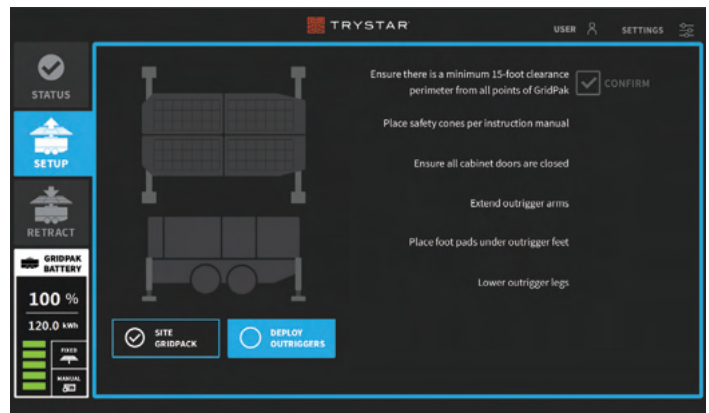 TRYSTAR
USER
SETTINGS
STATUS
SETUP
RETRACT
GRIDPAK
BATTERY
100 %
120.0 kWh
FIXED
MANUAL
Ensure there is a minimum 15-foot clearance
perimeter from all points of GridPak
CONFIRM
Place safety cones per instruction manual
Ensure all cabinet doors are closed
Extend outrigger arms
Place foot pads under outrigger feet
Lower outrigger legs
SITE
GRIDPACK
DEPLOY
OUTRIGGERS